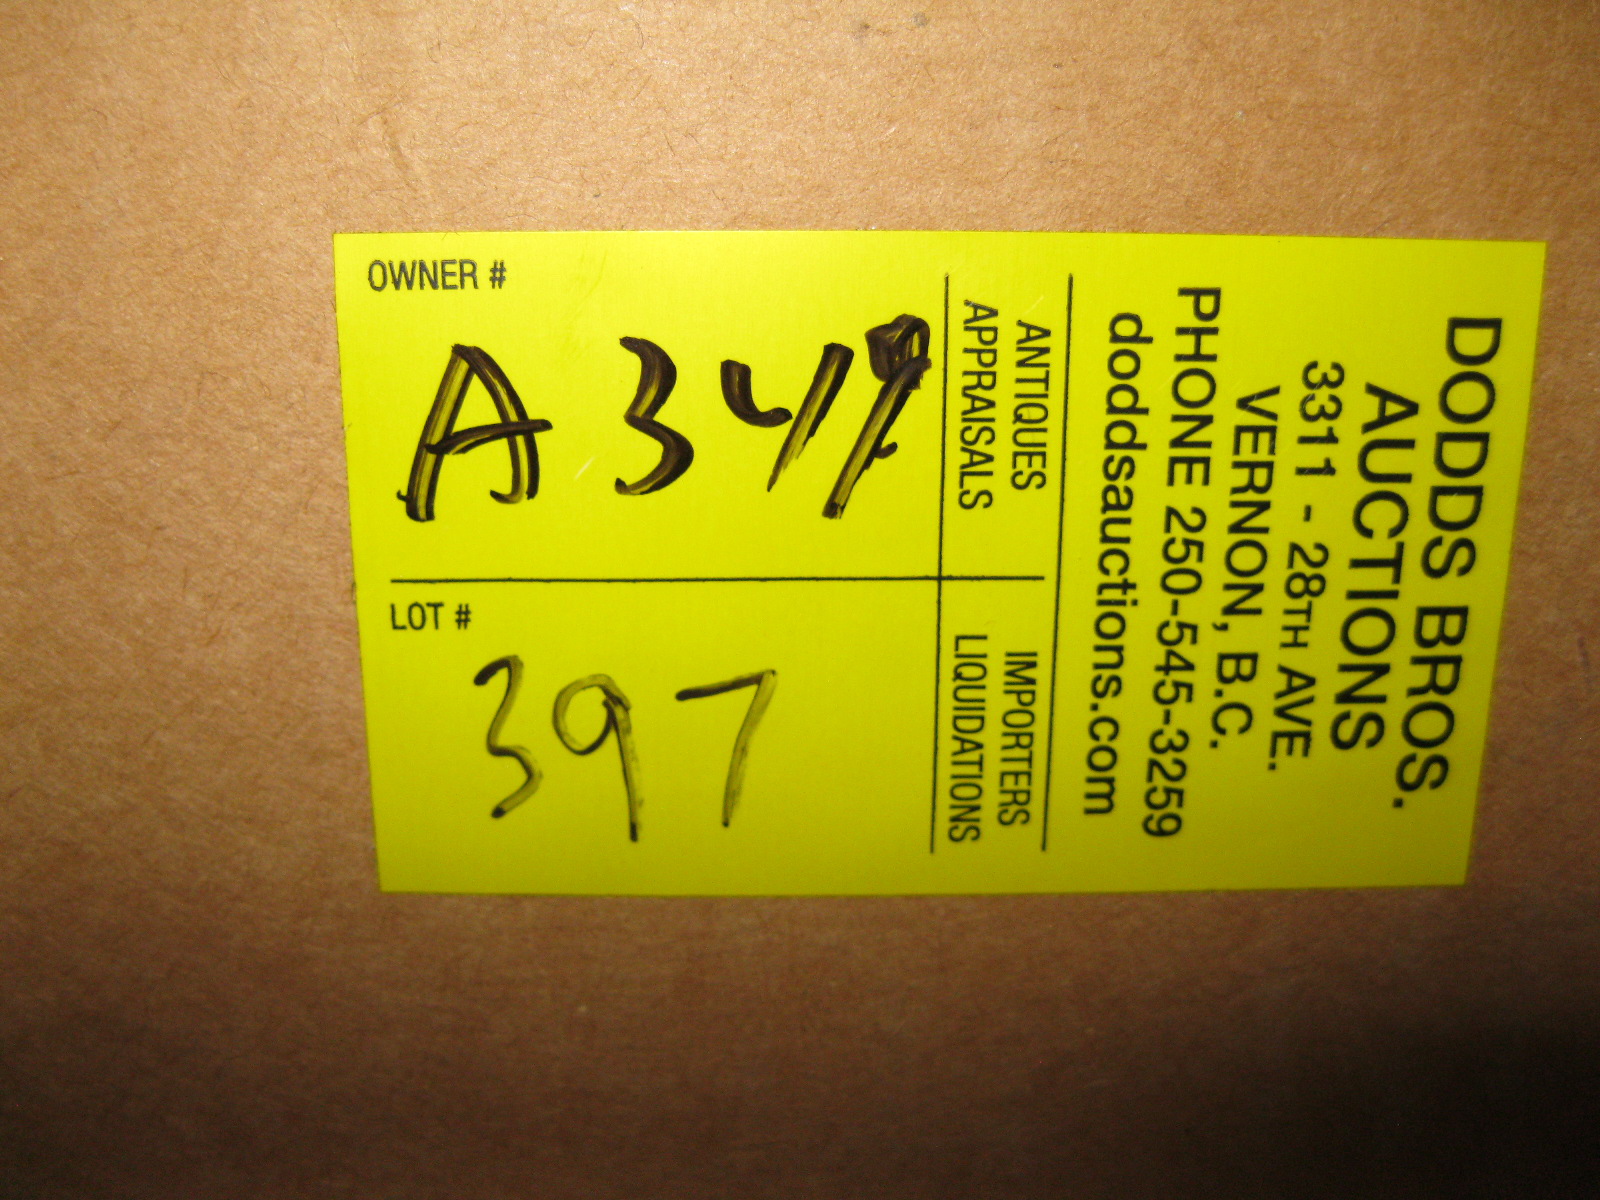 OWNER #
A 349
LOT #
397
ANTIQUES
APPRAISALS
IMPORTERS
LIQUIDATIONS
DODDS BROS.
AUCTIONS
3311 - 28TH AVE.
VERNON, B.C.
PHONE 250-545-3259
doddsauctions.com